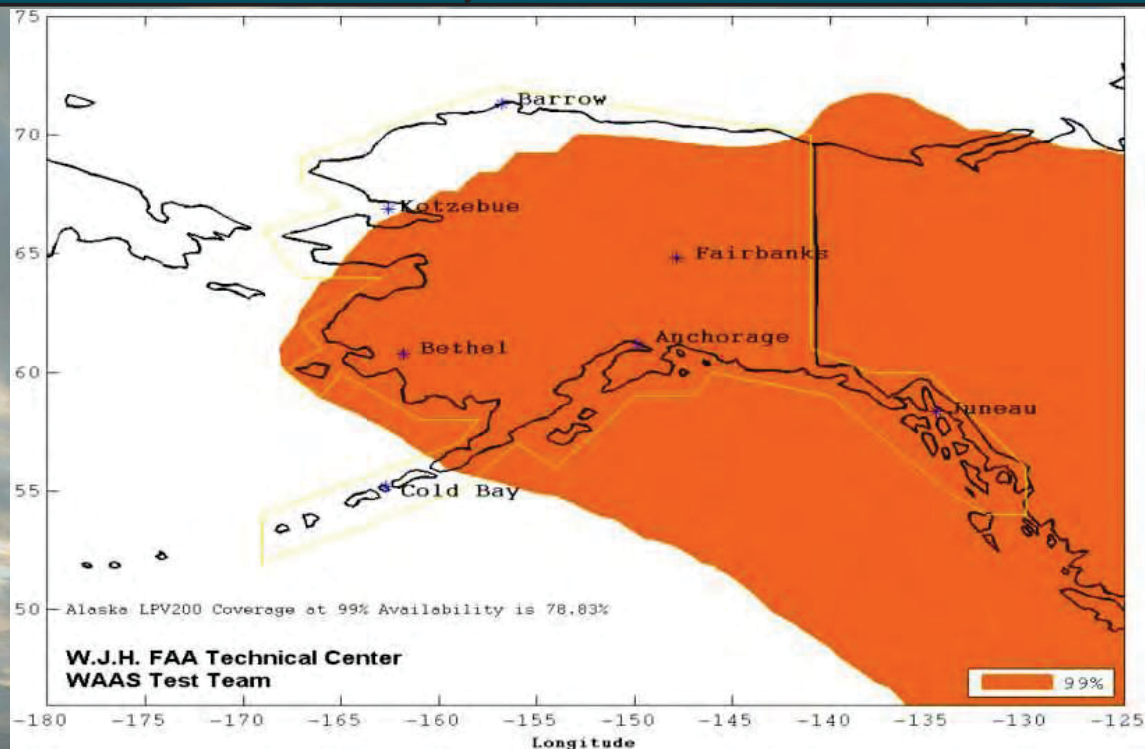 75
70
65
60
55
50
Barrow
Kotzebue
Fairbanks
Bethel
Anchorage
Juneau
Cold Bay
Alaska LPV200 Coverage at 99% Availability is 78.83%
W.J.H. FAA Technical Center
WAAS Test Team
99%
-180 -175 -170 -165 -160 -155 -150 -145 -140 -135 -130 -125
Longitude